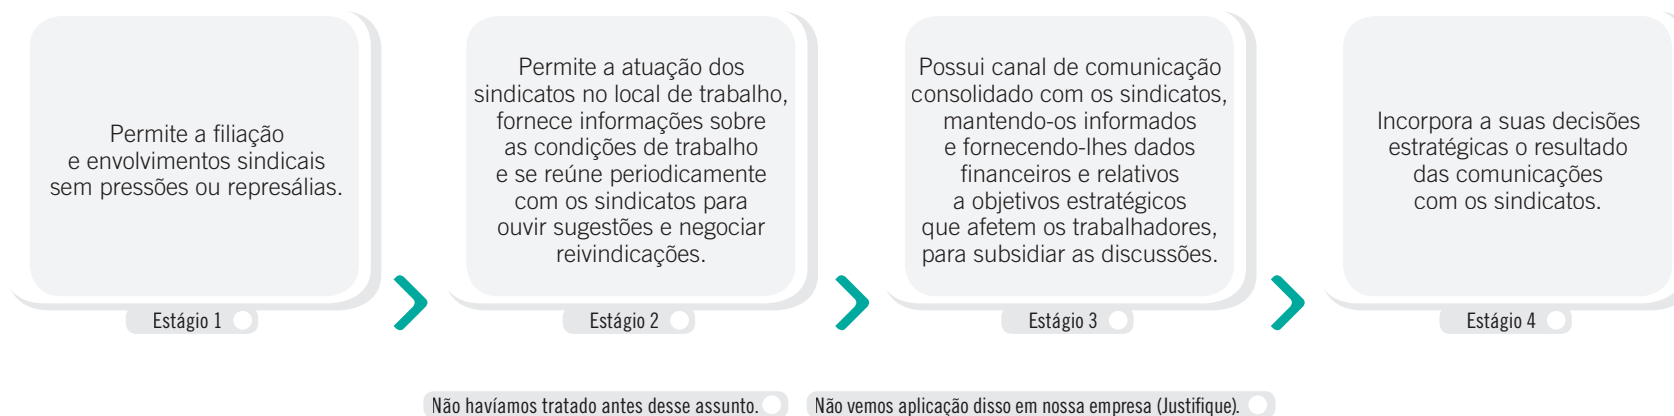 Permite a filiação
e envolvimentos sindicais
sem pressões ou represálias.
Estágio 1
Permite a atuação dos
sindicatos no local de trabalho,
fornece informações sobre
as condições de trabalho
e se reúne periodicamente
com os sindicatos para
ouvir sugestões e negociar
reivindicações.
Estágio 2
Possui canal de comunicação
consolidado com os sindicatos,
mantendo-os informados
e fornecendo-lhes dados
financeiros e relativos
a objetivos estratégicos
que afetem os trabalhadores,
para subsidiar as discussões.
Estágio 3
Incorpora a suas decisões
estratégicas o resultado
das comunicações
com os sindicatos.
Estágio 4
Não havíamos tratado antes desse assunto.
Não vemos aplicação disso em nossa empresa (Justifique).